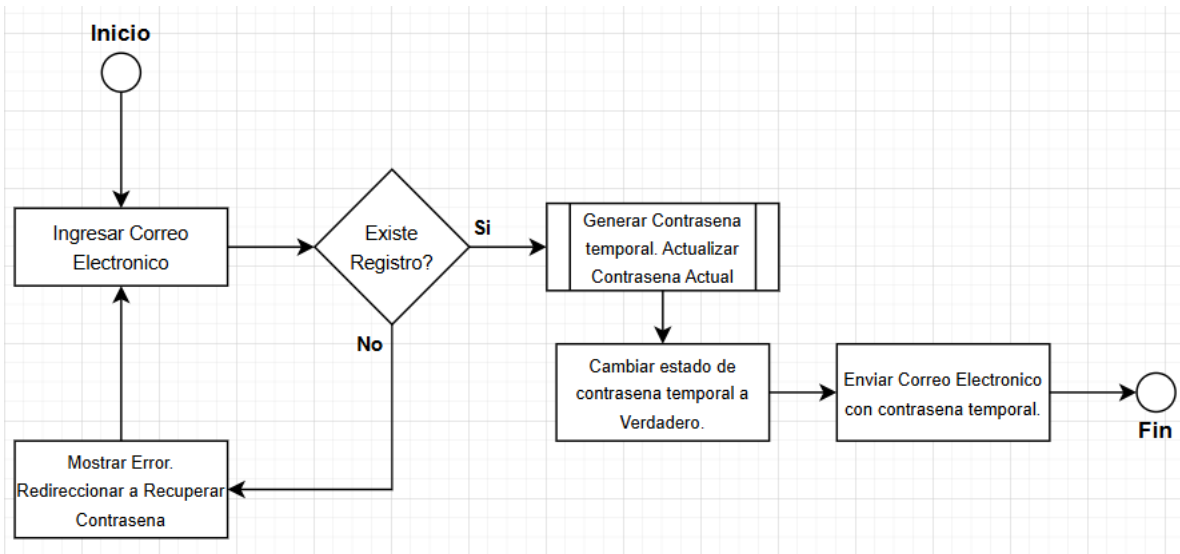 Inicio
Ingresar Correo
Electronico
Existe
Registro?
Si
No
Generar Contrasena
temporal. Actualizar
Contrasena Actual
Cambiar estado de
contrasena temporal a
Verdadero.
Enviar Correo Electronico
con contrasena temporal.
Fin
Mostrar Error.
Redireccionar a Recuperar
Contrasena